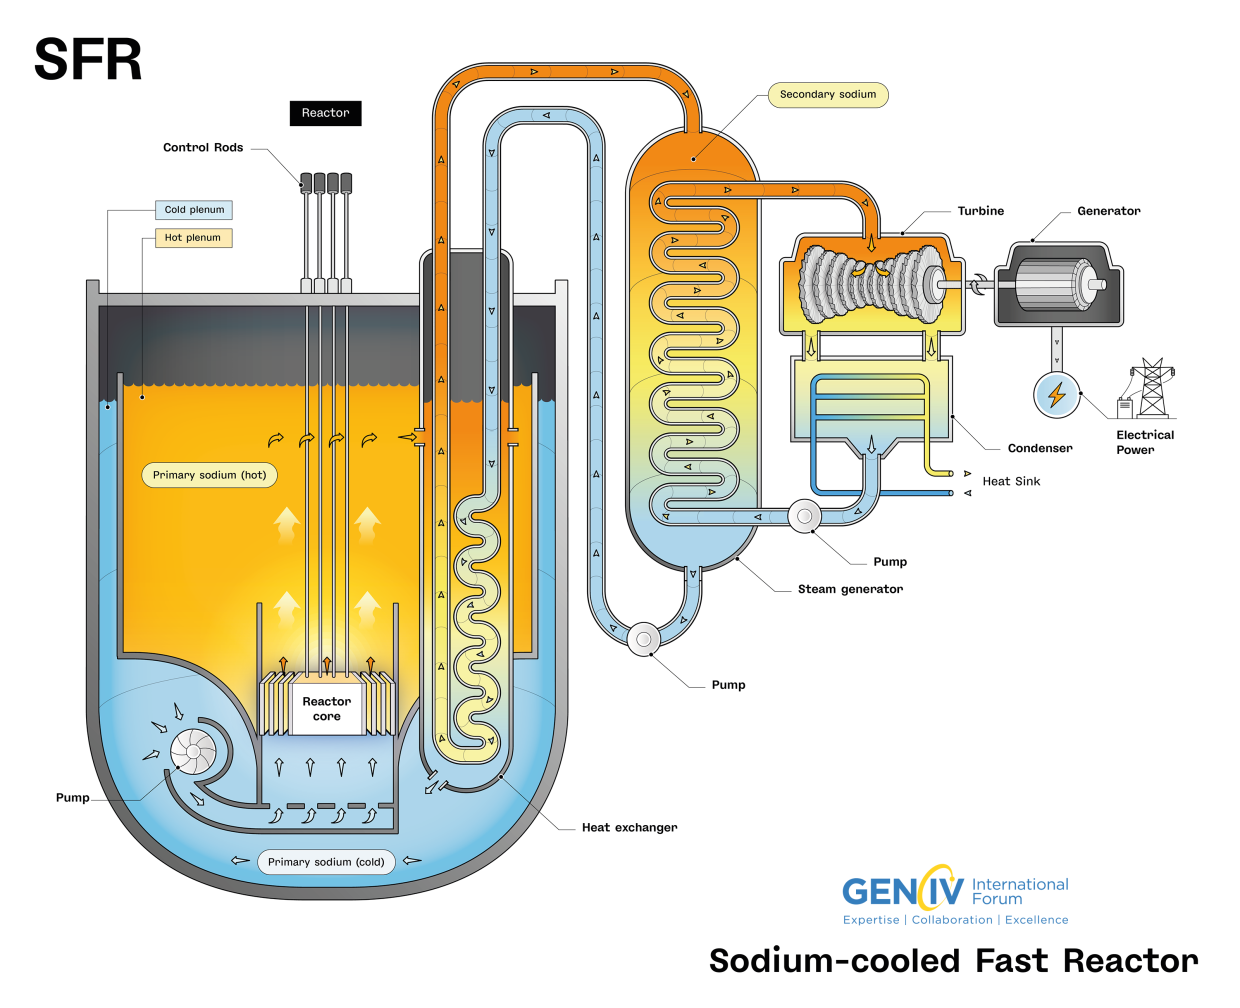 SFR
Reactor
Control Rods
Cold plenum
Hot plenum
Secondary sodium
Turbine
Generator
Primary sodium (hot)
Electrical
Power
Condenser
Heat Sink
Pump
Steam generator
Pump
Reactor
core
Pump
Heat exchanger
Primary sodium (cold)
GEN IV International
Forum
Expertise | Collaboration | Excellence
Sodium-cooled Fast Reactor